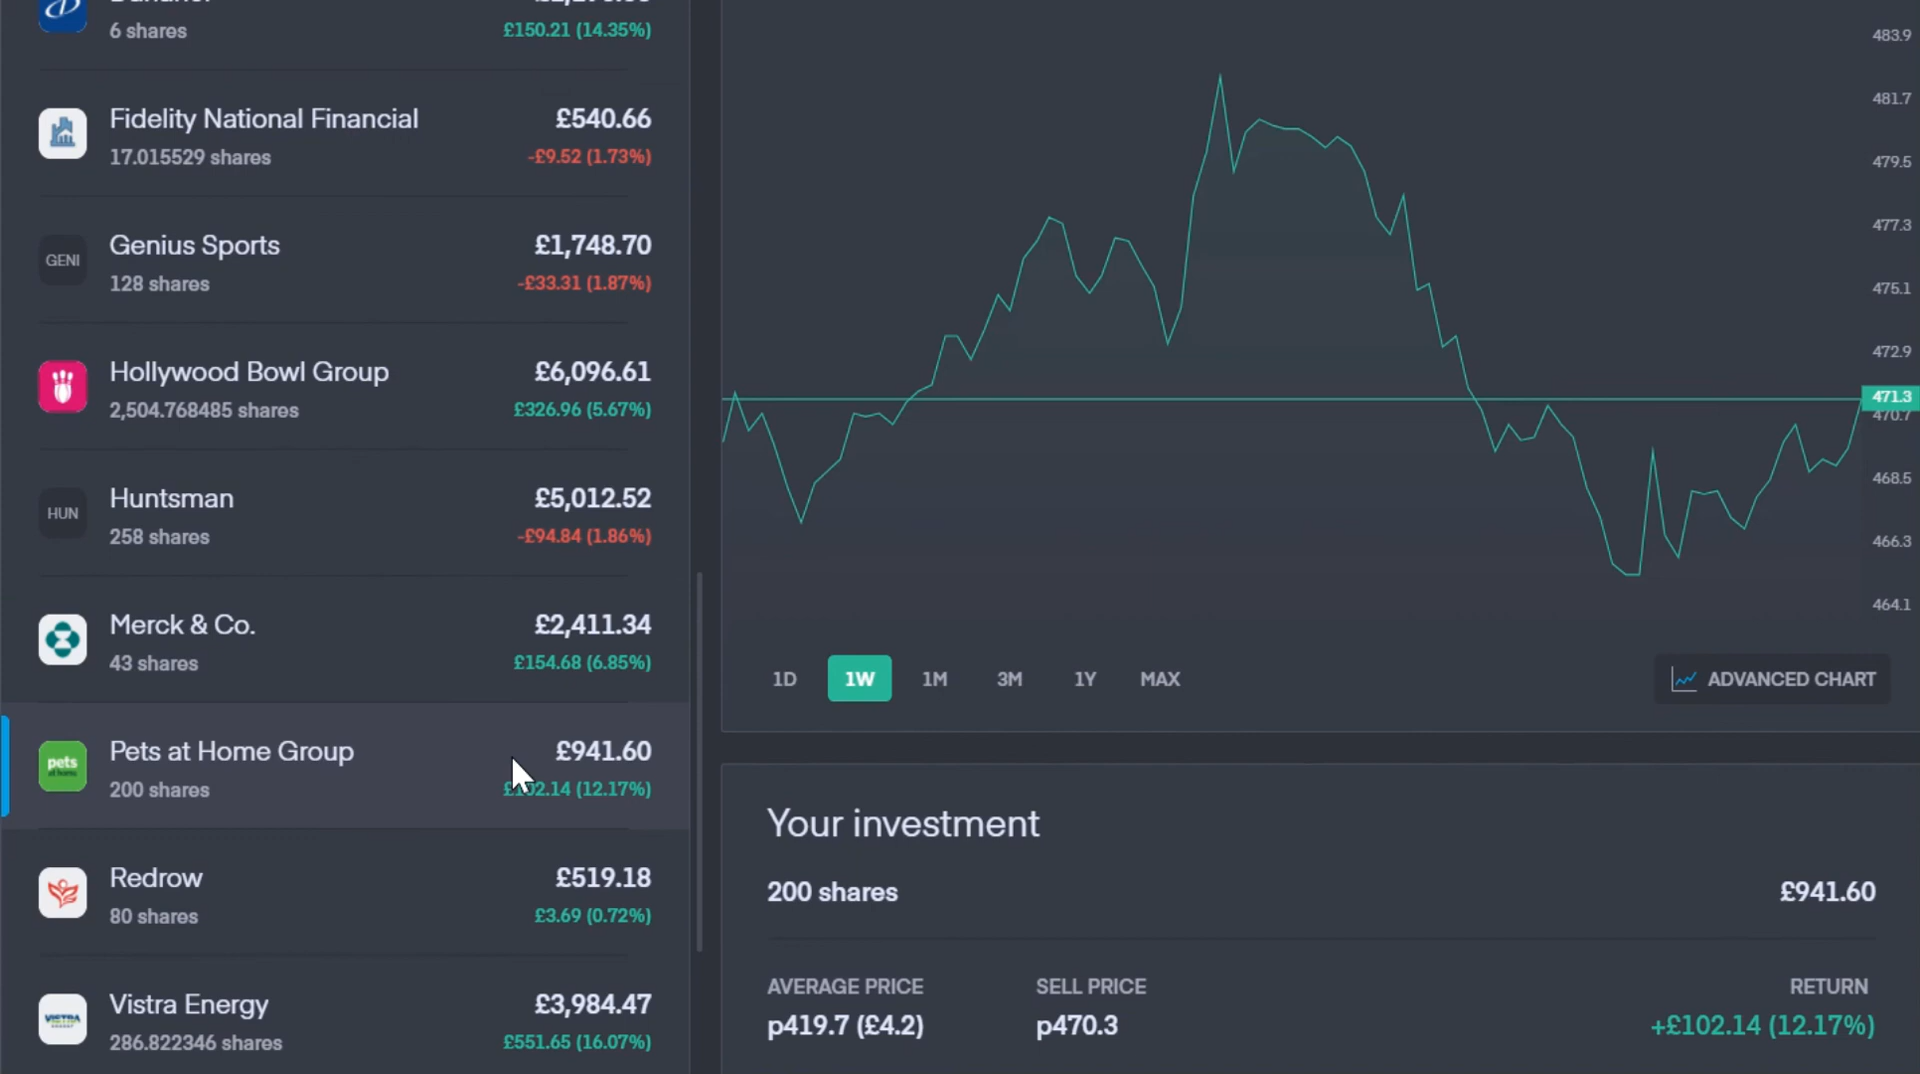 6 shares
£150.21 (14.35%)
Fidelity National Financial
£540.66
17.015529 shares
-£9.52 (1.73%)
GENI
Genius Sports
£1,748.70
128 shares
-£33.31 (1.87%)
Hollywood Bowl Group
£6,096.61
2,504.768485 shares
£326.96 (5.67%)
HUN
Huntsman
£5,012.52
258 shares
-£94.84 (1.86%)
Merck & Co.
£2,411.34
43 shares
£154.68 (6.85%)
pets
at home
Pets at Home Group
£941.60
200 shares
£102.14 (12.17%)
Redrow
£519.18
80 shares
£3.69 (0.72%)
VISTRA
Vistra Energy
£3,984.47
286.822346 shares
£551.65 (16.07%)
483.9
481.7
479.5
477.3
475.1
472.9
471.3
470.7
468.5
466.3
464.1
1D 1W 1M 3M 1Y MAX
ADVANCED CHART
Your investment
200 shares
£941.60
AVERAGE PRICE SELL PRICE RETURN
p419.7 (£4.2) p470.3 +£102.14 (12.17%)